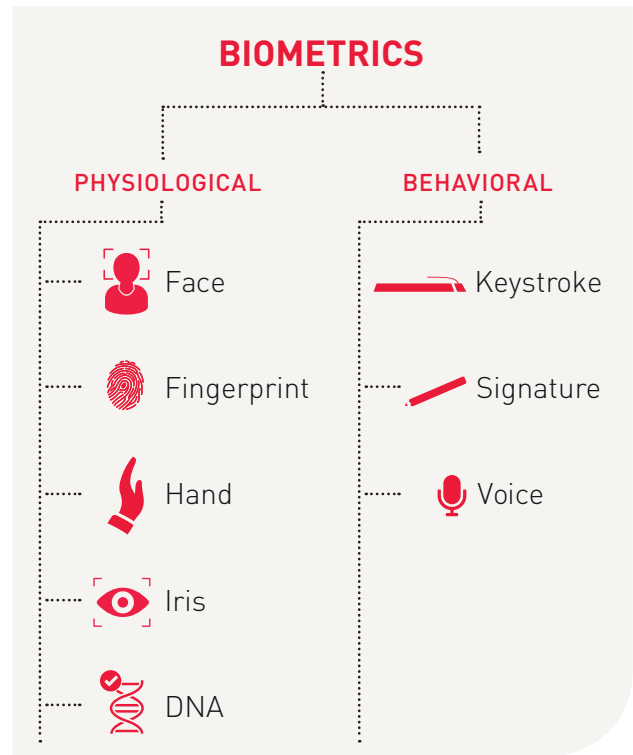 BIOMETRICS
PHYSIOLOGICAL
Face
Fingerprint
Hand
Iris
DNA
BEHAVIORAL
Keystroke
Signature
Voice